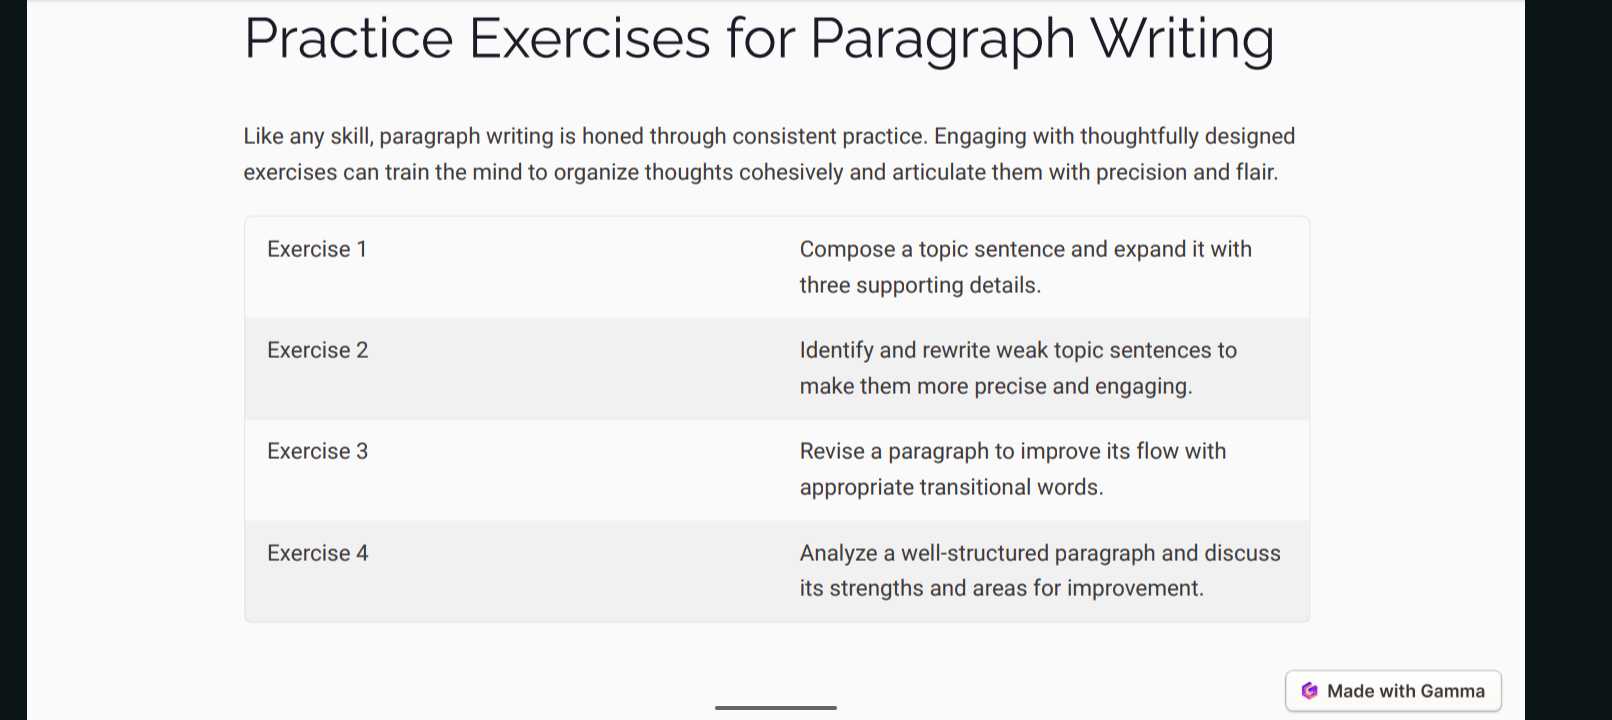 Practice Exercises for Paragraph Writing
Like any skill, paragraph writing is honed through consistent practice. Engaging with thoughtfully designed
exercises can train the mind to organize thoughts cohesively and articulate them with precision and flair.
Exercise 1
Compose a topic sentence and expand it with
three supporting details.
Exercise 2
Identify and rewrite weak topic sentences to
make them more precise and engaging.
Exercise 3
Revise a paragraph to improve its flow with
appropriate transitional words.
Exercise 4
Analyze a well-structured paragraph and discuss
its strengths and areas for improvement.
Made with Gamma